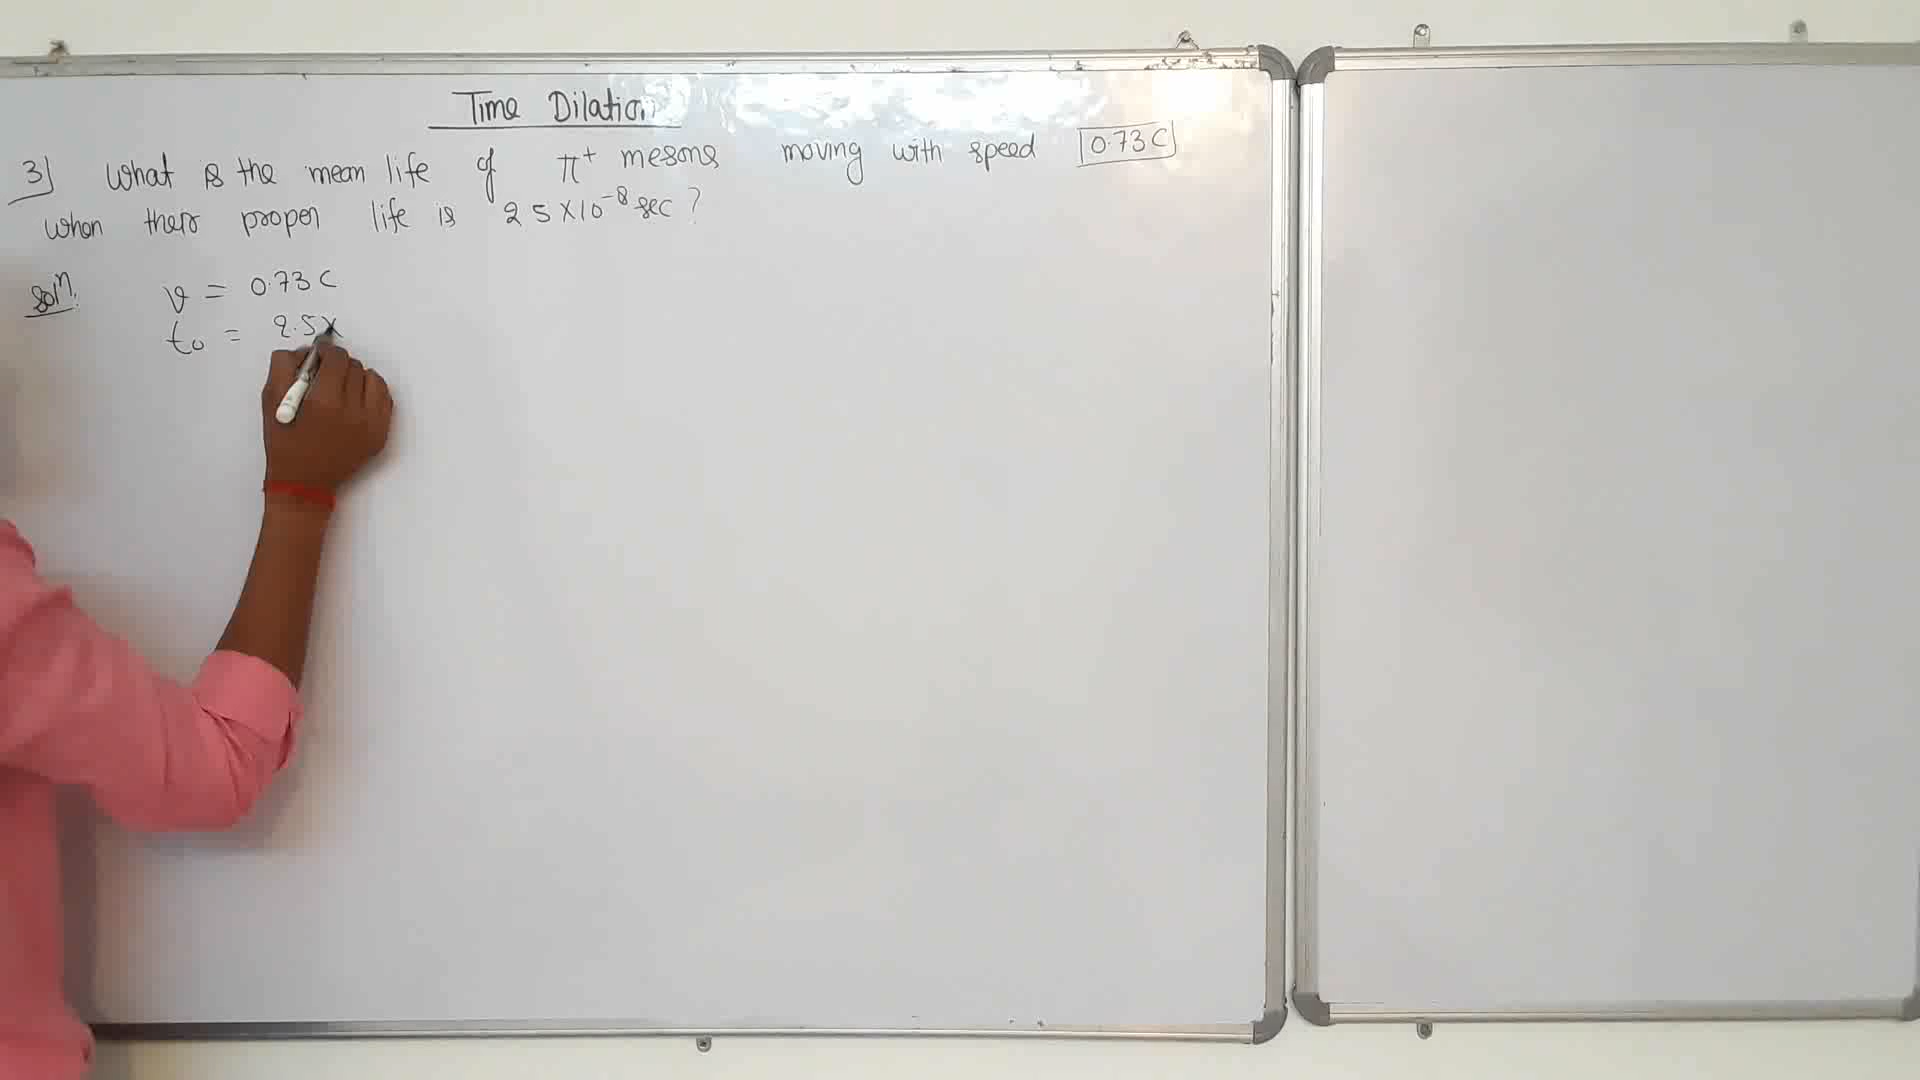 Time Dilation
3) What is the mean life of π⁺ mesons moving with speed 0.73C
when their proper life is 2 5 X10⁻⁸ sec ?
Solⁿ: v = 0.73 C
t₀ = 2.5 X